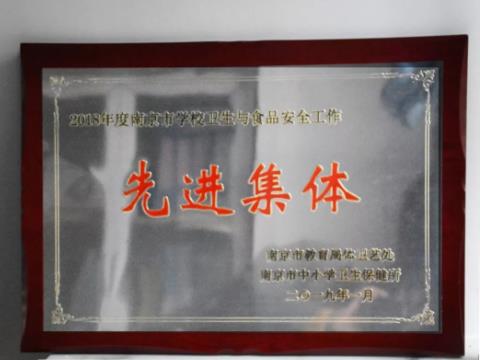 2018年度南京市学校卫生与食品安全工作
先进集体
南京市教育局体卫艺处
南京市中小学卫生保健所
二〇一九年一月